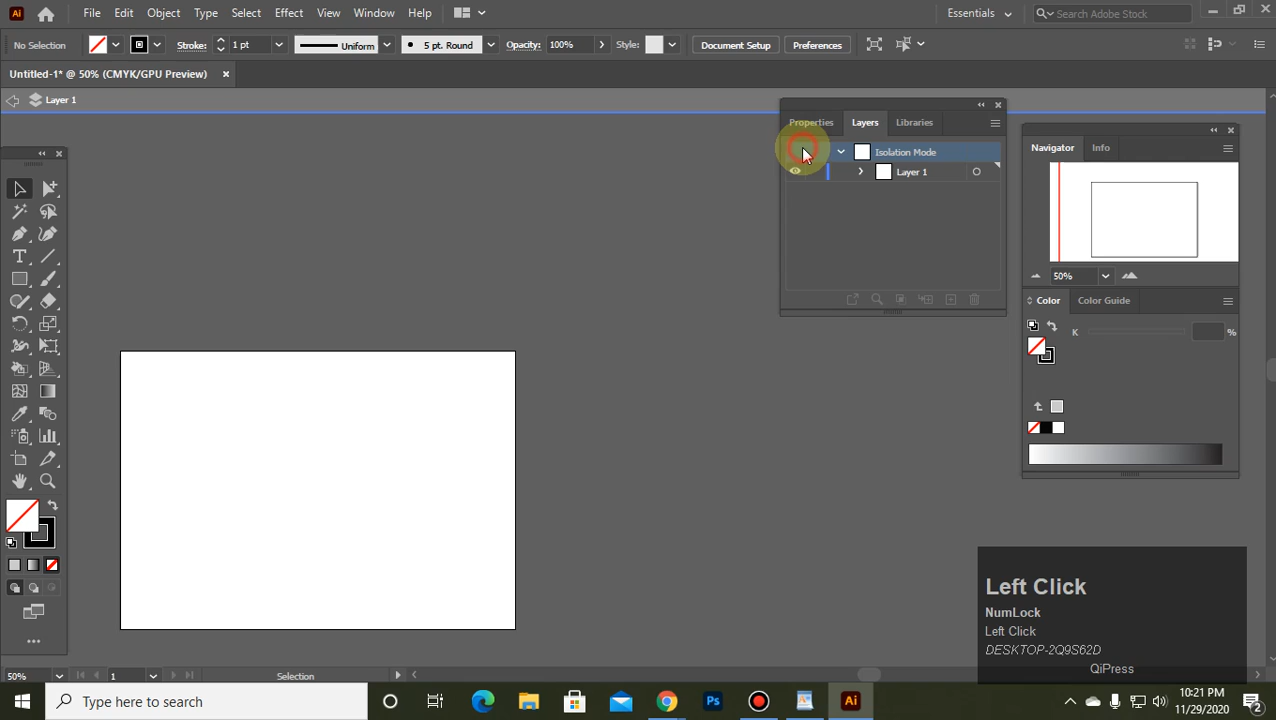 Ai File Edit Object Type Select Effect View Window Help Essentials Search Adobe Stock
No Selection Stroke: 1 pt Uniform 5 pt. Round Opacity: 100% Style: Document Setup Preferences
Untitled-1* @ 50% (CMYK/GPU Preview)
Layer 1
Properties Layers Libraries
Isolation Mode
Layer 1
Navigator Info
50%
Color Color Guide
K %
Left Click
NumLock
Left Click
DESKTOP-2Q9S62D
QiPress
50% 1 Selection
Type here to search
Ps
Ai
10:21 PM
11/29/2020
2